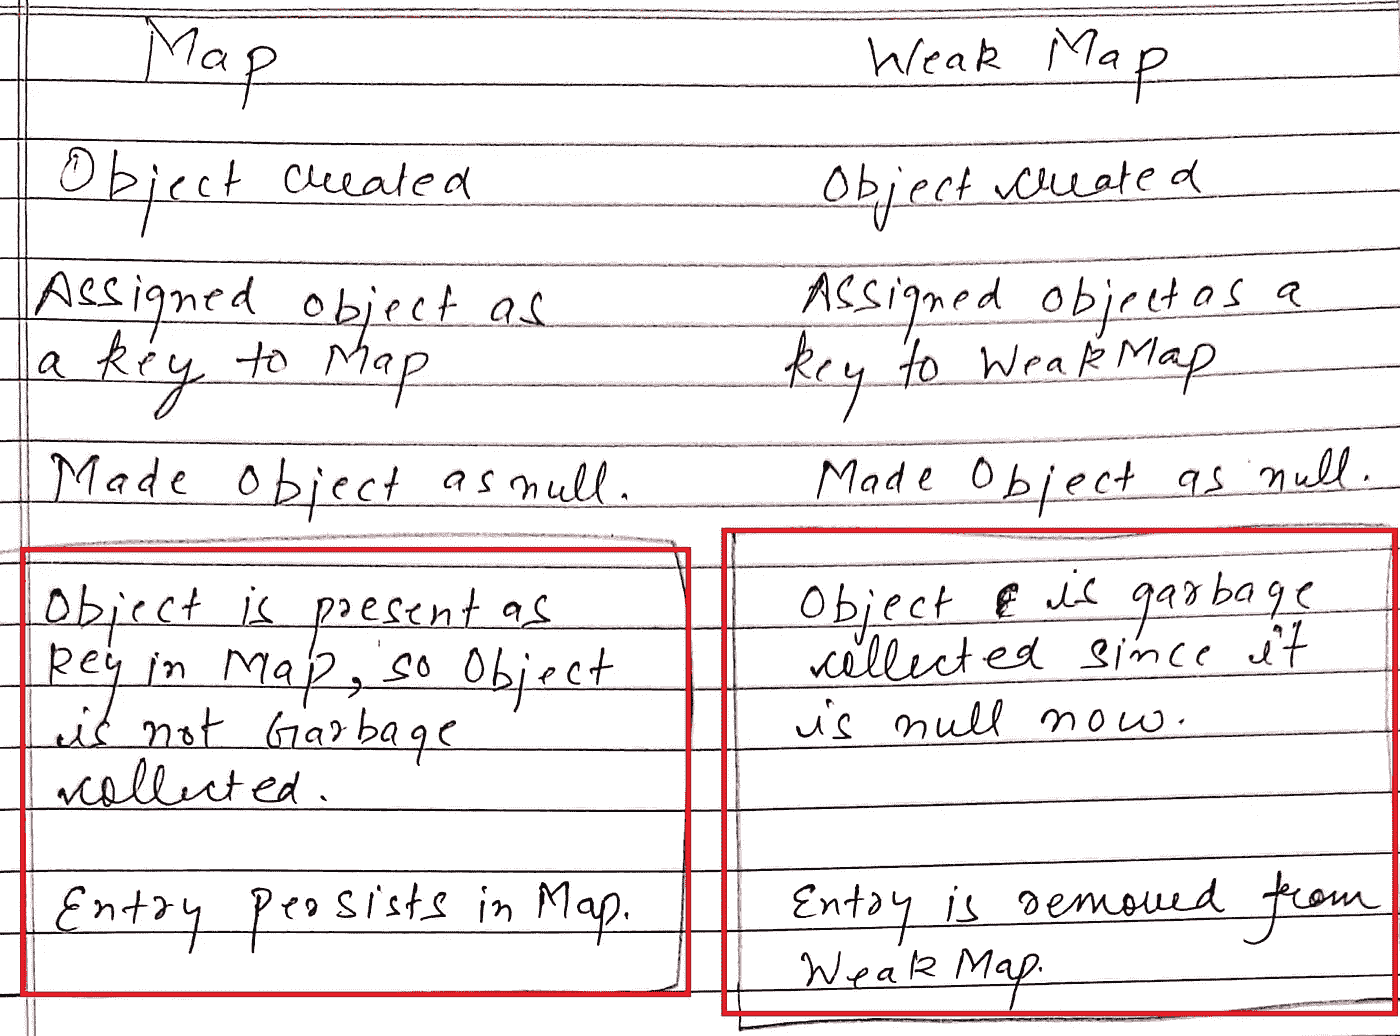 Map
Weak Map
Object created
Object created
Assigned object as
a key to Map
Assigned object as a
key to WeakMap
Made Object as null.
Made Object as null.
Object is present as
key in Map, so Object
is not Garbage
collected.
Entry persists in Map.
Object is garbage
collected since it
is null now.
Entry is removed from
WeakMap.